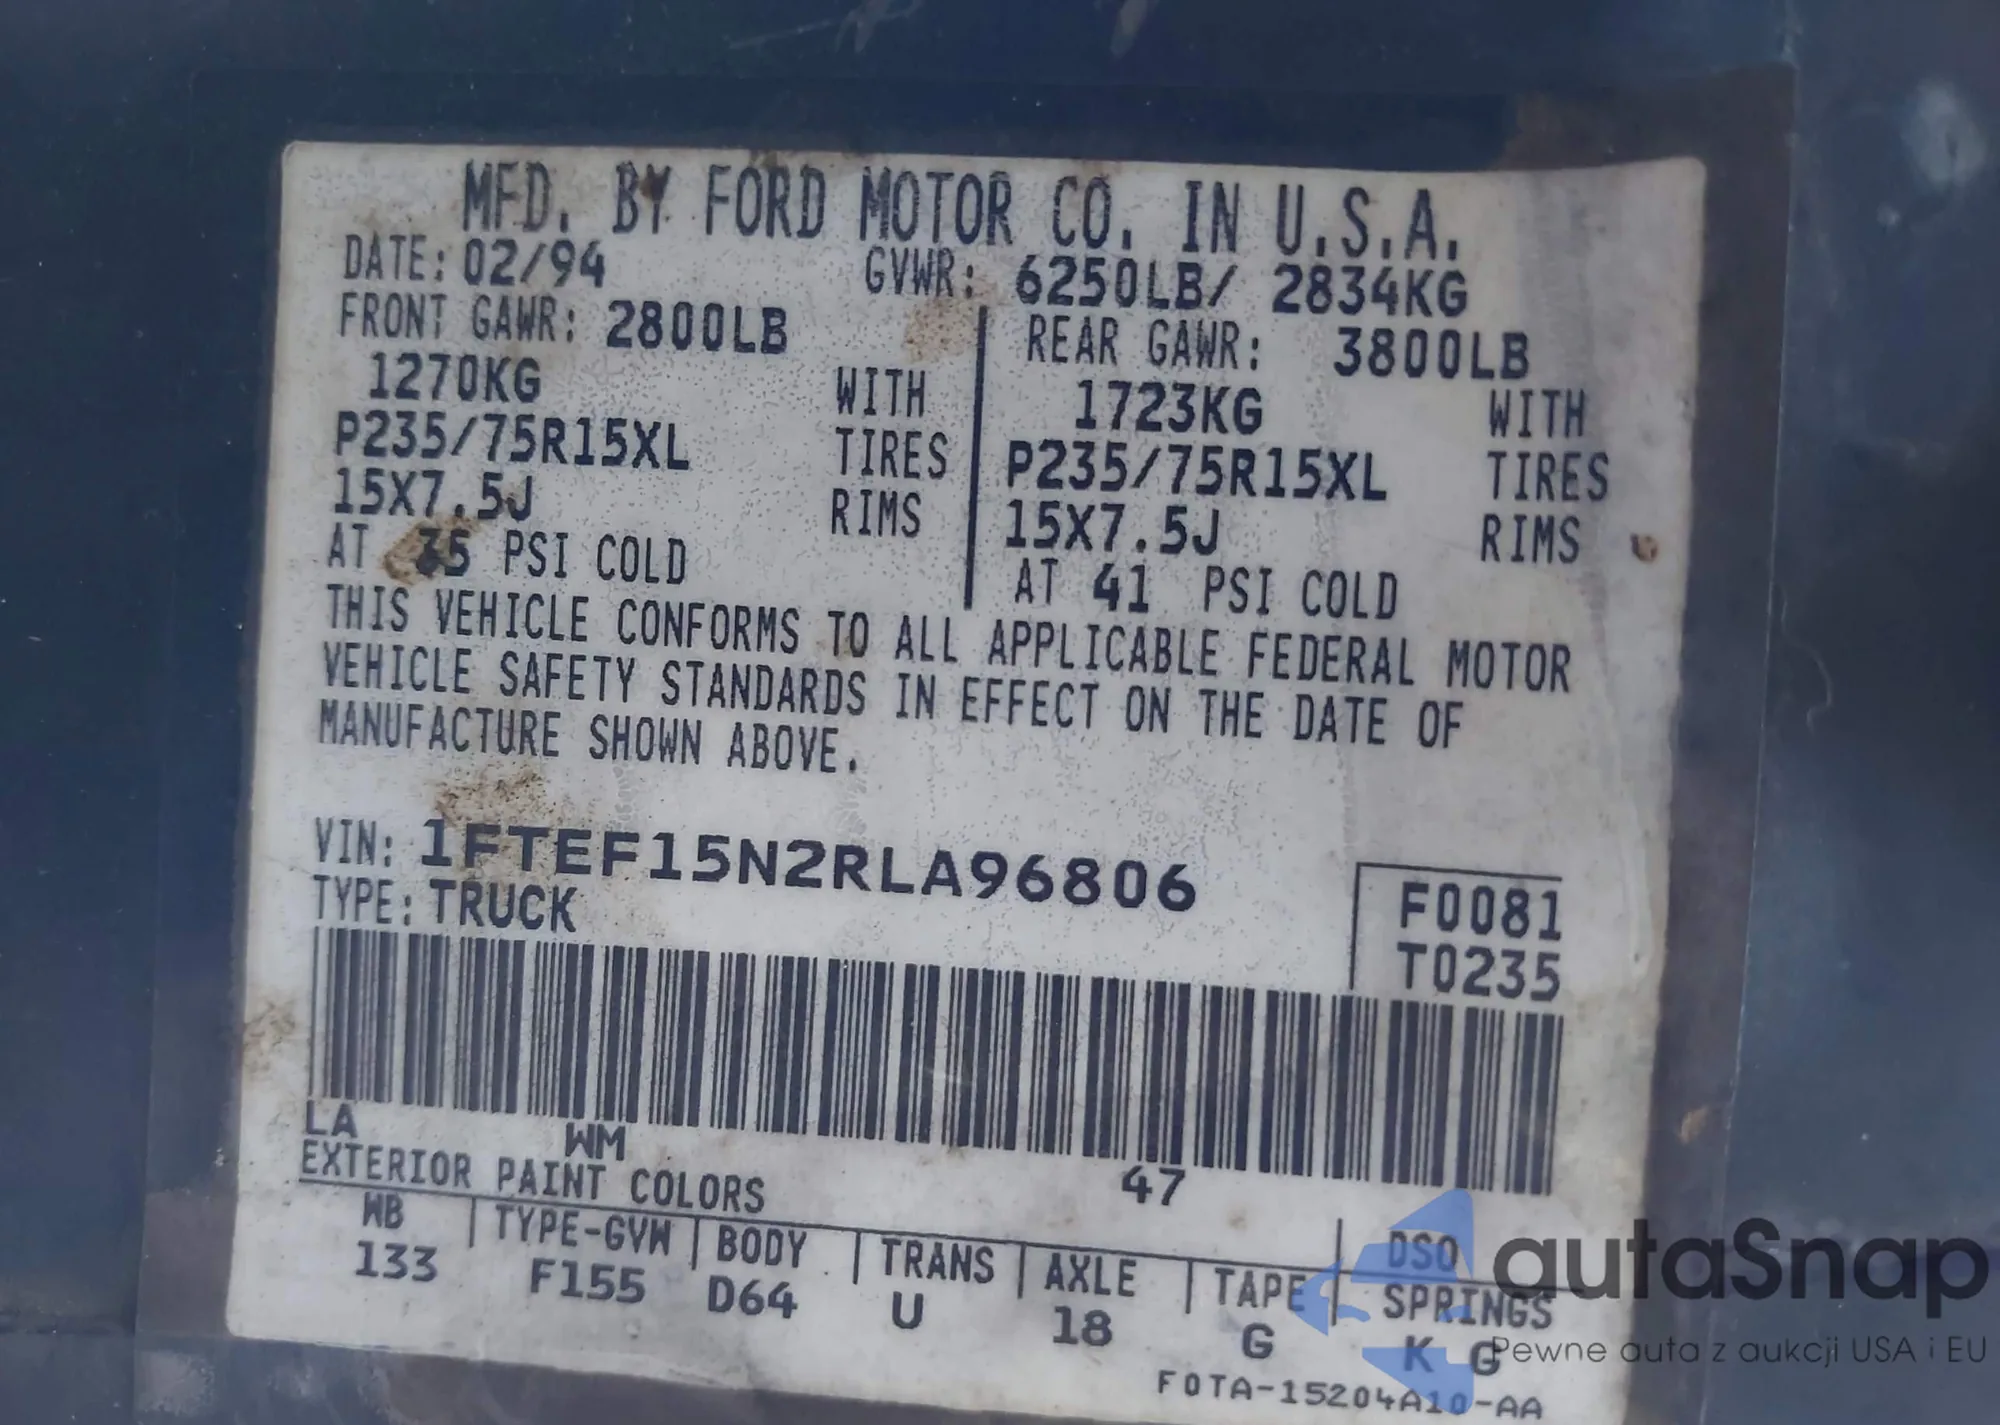 MFD. BY FORD MOTOR CO. IN U.S.A.
DATE: 02/94 GVWR: 6250LB/ 2834KG
FRONT GAWR: 2800LB REAR GAWR: 3800LB
1270KG WITH 1723KG WITH
P235/75R15XL TIRES P235/75R15XL TIRES
15X7.5J RIMS 15X7.5J RIMS
AT 35 PSI COLD AT 41 PSI COLD
THIS VEHICLE CONFORMS TO ALL APPLICABLE FEDERAL MOTOR
VEHICLE SAFETY STANDARDS IN EFFECT ON THE DATE OF
MANUFACTURE SHOWN ABOVE.
VIN: 1FTEF15N2RLA96806 F0081
TYPE: TRUCK T0235
LA WM 47
EXTERIOR PAINT COLORS DSO
WB TYPE-GVW BODY TRANS AXLE TAPE SPRINGS
133 F155 D64 U 18 G K G
F0TA-15204A10-AA
autaSnap
Pewne auta z aukcji USA i EU